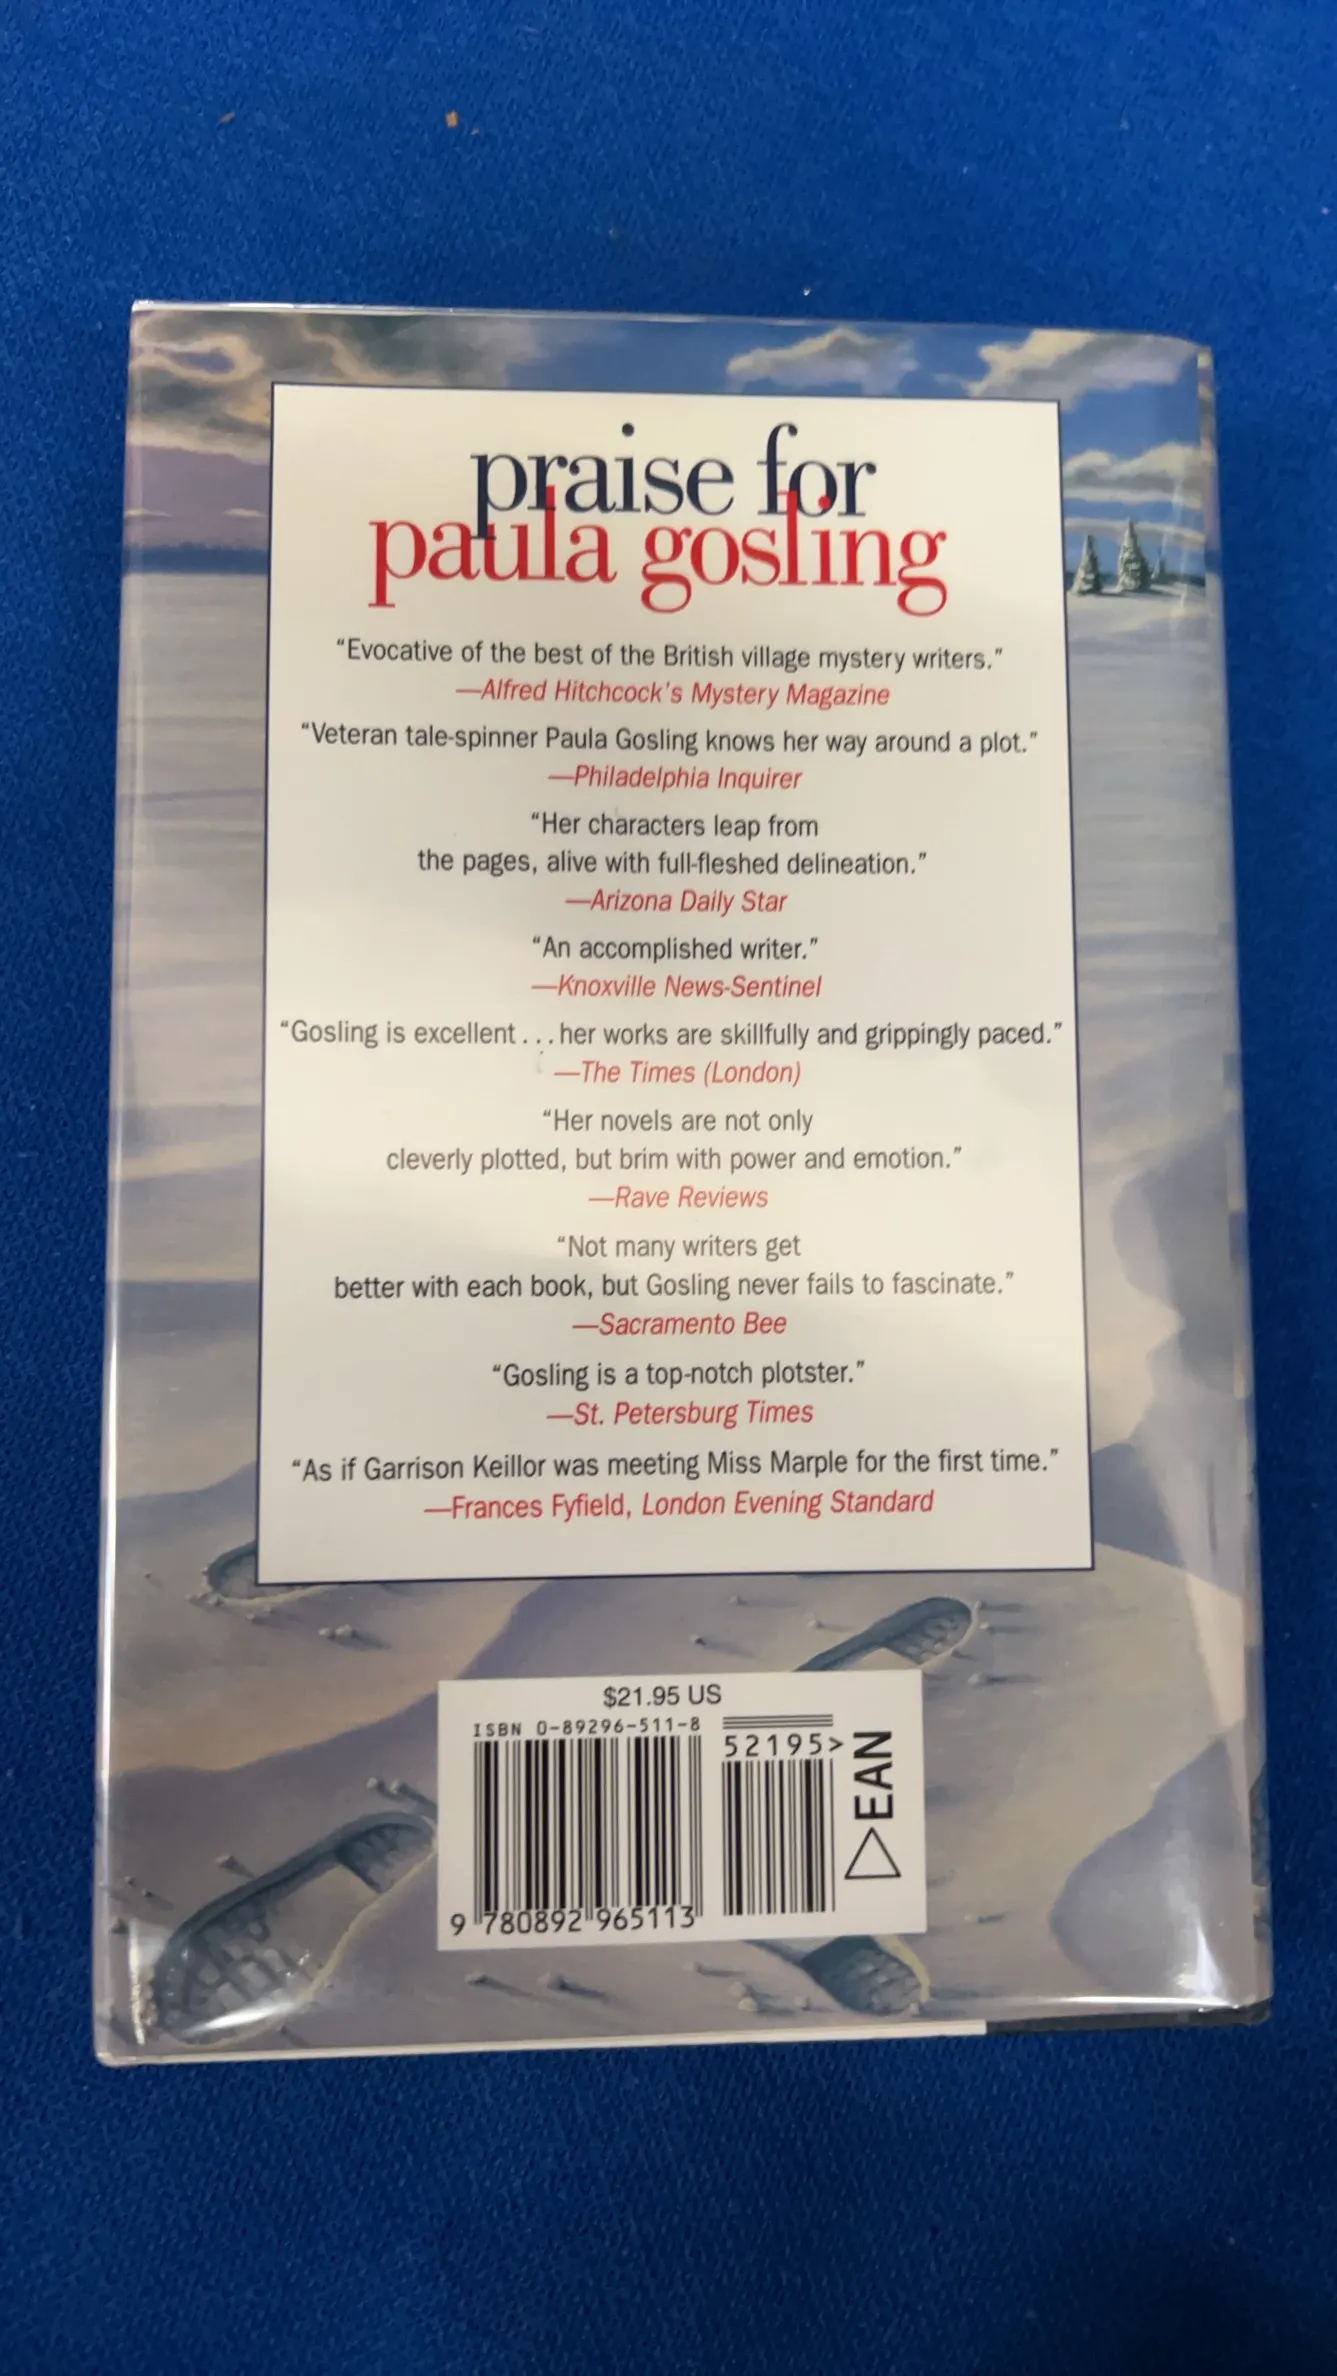 praise for
paula gosling
“Evocative of the best of the British village mystery writers.”
—Alfred Hitchcock's Mystery Magazine
“Veteran tale-spinner Paula Gosling knows her way around a plot.”
—Philadelphia Inquirer
“Her characters leap from
the pages, alive with full-fleshed delineation.”
—Arizona Daily Star
“An accomplished writer.”
—Knoxville News-Sentinel
“Gosling is excellent . . . her works are skillfully and grippingly paced.”
—The Times (London)
“Her novels are not only
cleverly plotted, but brim with power and emotion.”
—Rave Reviews
“Not many writers get
better with each book, but Gosling never fails to fascinate.”
—Sacramento Bee
“Gosling is a top-notch plotster.”
—St. Petersburg Times
“As if Garrison Keillor was meeting Miss Marple for the first time.”
—Frances Fyfield, London Evening Standard
$21.95 US
ISBN 0-89296-511-8
52195>
EAN
9 780892 965113